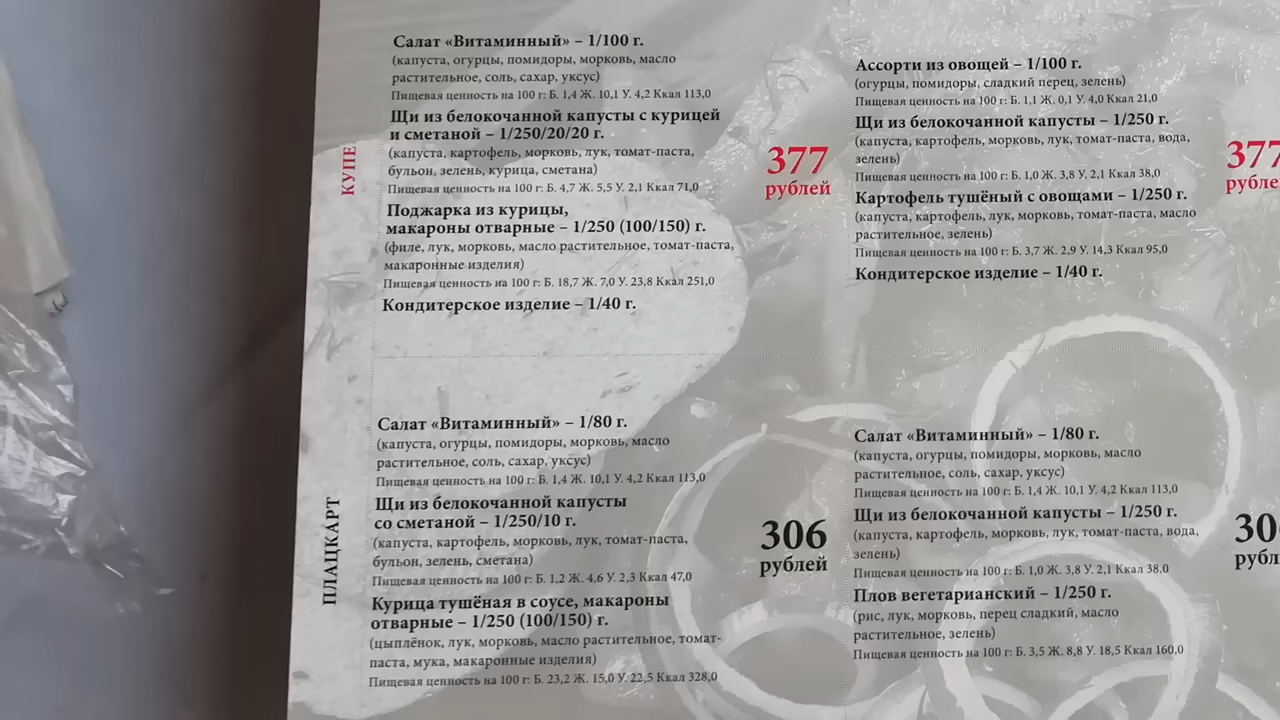 КУПЕ
Салат «Витаминный» – 1/100 г.
(капуста, огурцы, помидоры, морковь, масло
растительное, соль, сахар, уксус)
Пищевая ценность на 100 г: Б. 1,4 Ж. 10,1 У. 4,2 Ккал 113,0
Щи из белокочанной капусты с курицей
и сметаной – 1/250/20/20 г.
(капуста, картофель, морковь, лук, томат-паста,
бульон, зелень, курица, сметана)
Пищевая ценность на 100 г: Б. 4,7 Ж. 5,5 У. 2,1 Ккал 71,0
Поджарка из курицы,
макароны отварные – 1/250 (100/150) г.
(филе, лук, морковь, масло растительное, томат-паста,
макаронные изделия)
Пищевая ценность на 100 г: Б. 18,7 Ж. 7,0 У. 23,8 Ккал 251,0
Кондитерское изделие – 1/40 г.
377
рублей
Ассорти из овощей – 1/100 г.
(огурцы, помидоры, сладкий перец, зелень)
Пищевая ценность на 100 г: Б. 1,1 Ж. 0,1 У. 4,0 Ккал 21,0
Щи из белокочанной капусты – 1/250 г.
(капуста, картофель, морковь, лук, томат-паста, вода,
зелень)
Пищевая ценность на 100 г: Б. 1,0 Ж. 3,8 У. 2,1 Ккал 38,0
Картофель тушёный с овощами – 1/250 г.
(капуста, картофель, лук, морковь, томат-паста, масло
растительное, зелень)
Пищевая ценность на 100 г: Б. 3,7 Ж. 2,9 У. 14,3 Ккал 95,0
Кондитерское изделие – 1/40 г.
377
рубле
ПЛАЦКАРТ
Салат «Витаминный» – 1/80 г.
(капуста, огурцы, помидоры, морковь, масло
растительное, соль, сахар, уксус)
Пищевая ценность на 100 г: Б. 1,4 Ж. 10,1 У. 4,2 Ккал 113,0
Щи из белокочанной капусты
со сметаной – 1/250/10 г.
(капуста, картофель, морковь, лук, томат-паста,
бульон, зелень, сметана)
Пищевая ценность на 100 г: Б. 1,2 Ж. 4,6 У. 2,3 Ккал 47,0
Курица тушёная в соусе, макароны
отварные – 1/250 (100/150) г.
(цыплёнок, лук, морковь, масло растительное, томат-
паста, мука, макаронные изделия)
Пищевая ценность на 100 г: Б. 23,2 Ж. 15,0 У. 22,5 Ккал 328,0
306
рублей
Салат «Витаминный» – 1/80 г.
(капуста, огурцы, помидоры, морковь, масло
растительное, соль, сахар, уксус)
Пищевая ценность на 100 г: Б. 1,4 Ж. 10,1 У. 4,2 Ккал 113,0
Щи из белокочанной капусты – 1/250 г.
(капуста, картофель, морковь, лук, томат-паста, вода,
зелень)
Пищевая ценность на 100 г: Б. 1,0 Ж. 3,8 У. 2,1 Ккал 38,0
Плов вегетарианский – 1/250 г.
(рис, лук, морковь, перец сладкий, масло
растительное, зелень)
Пищевая ценность на 100 г: Б. 3,5 Ж. 8,8 У. 18,5 Ккал 160,0
30
рубл